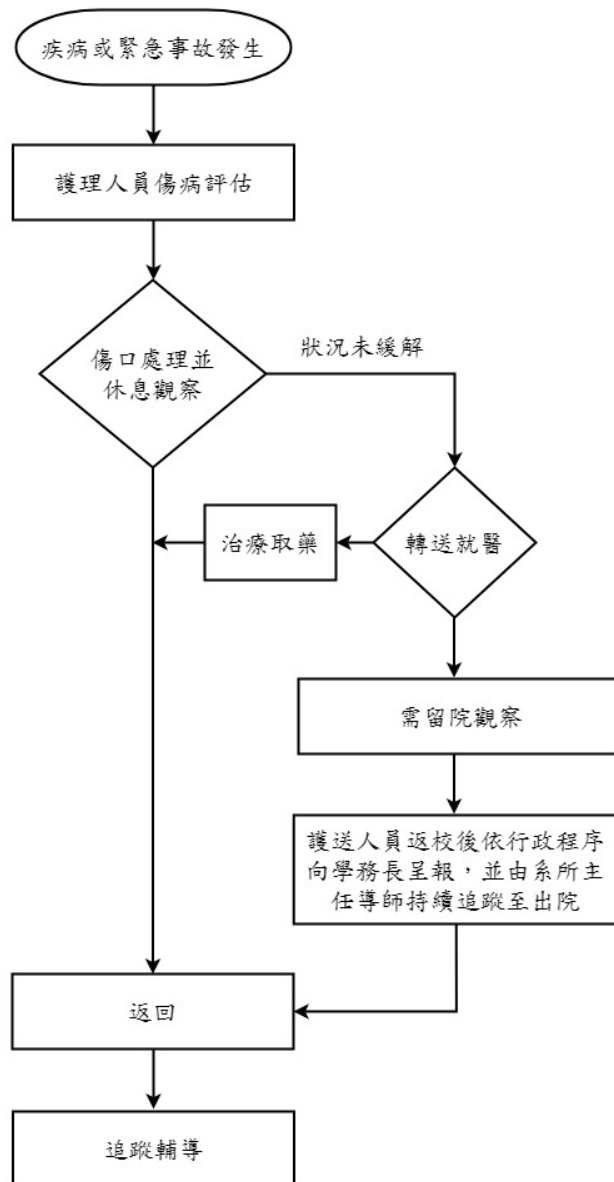 疾病或緊急事故發生
護理人員傷病評估
傷口處理並
休息觀察
狀況未緩解
治療取藥
轉送就醫
需留院觀察
護送人員返校後依行政程序
向學務長呈報，並由系所主
任導師持續追蹤至出院
返回
追蹤輔導